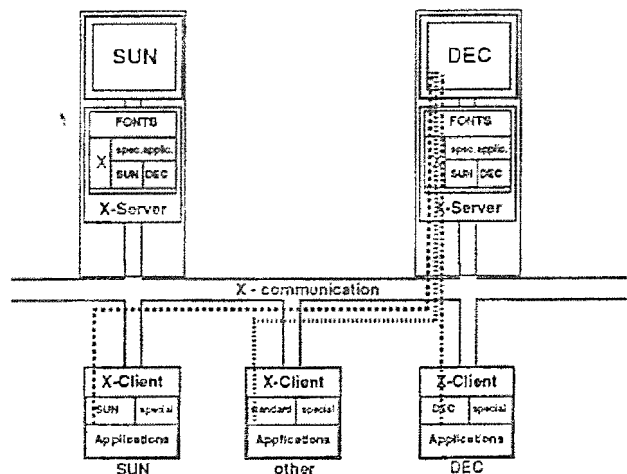 SUN
FONTS
X
spec.applic.
SUN DEC
X-Server
DEC
FONTS
X
spec.applic.
SUN DEC
X-Server
X - communication
X-Client
SUN special
Applications
SUN
X-Client
standard special
Applications
other
X-Client
DEC special
Applications
DEC